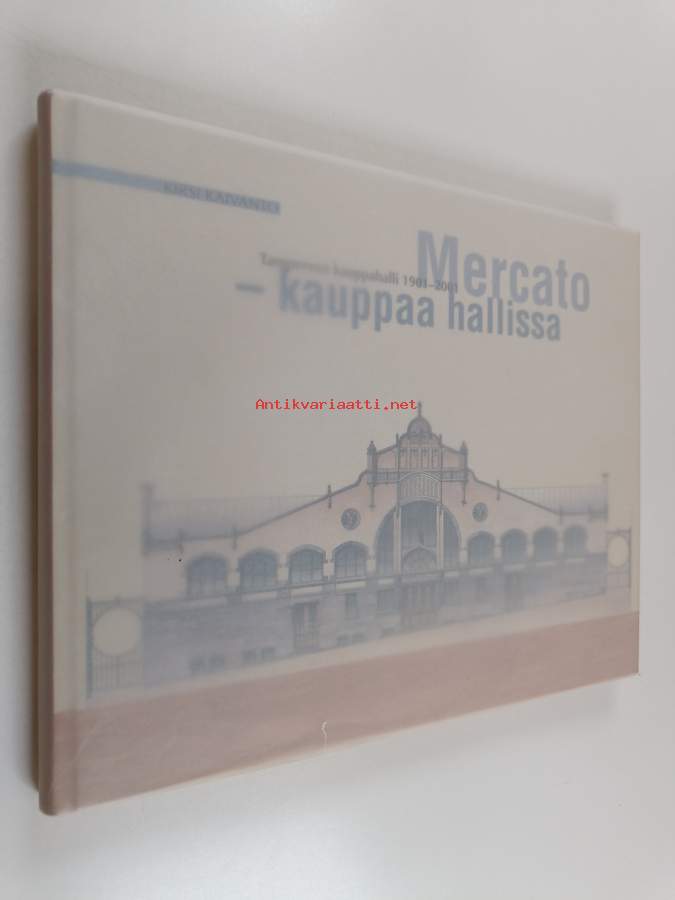 KIRSI KAIVANTO
Mercato
Tampereen kauppahalli 1901–2001
– kauppaa hallissa
Antikvariaatti.net